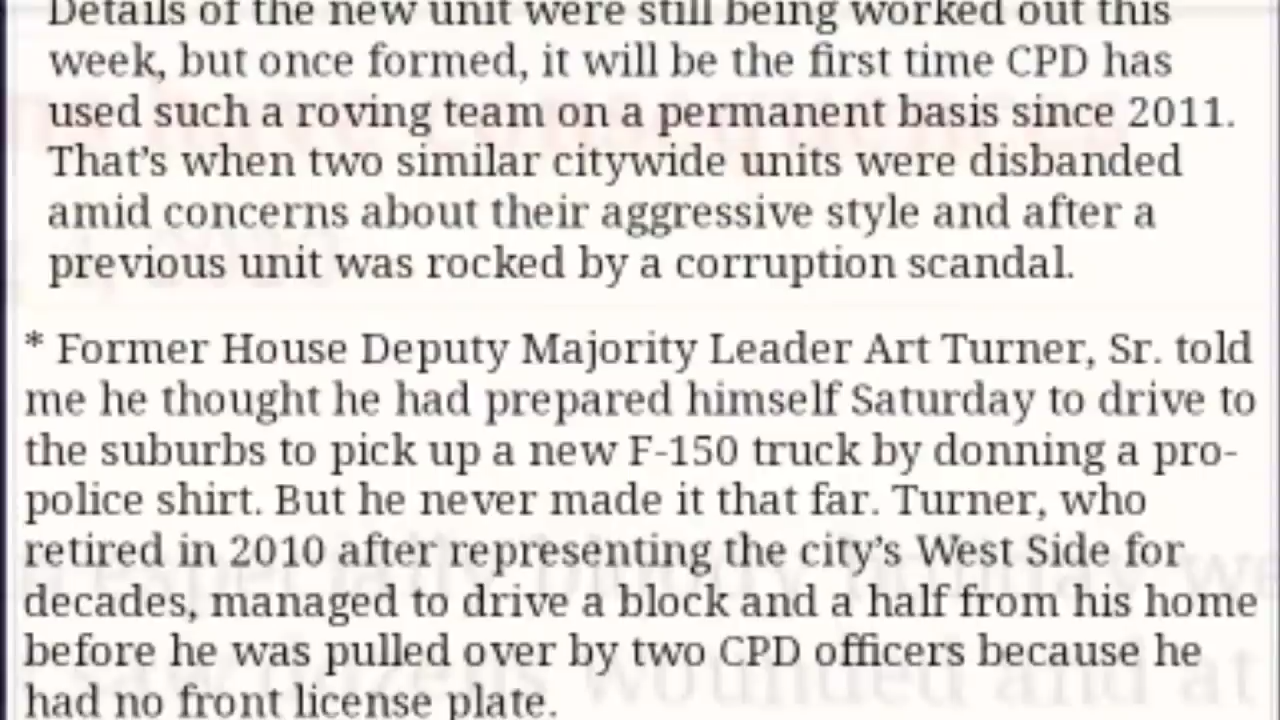 Details of the new unit were still being worked out this
week, but once formed, it will be the first time CPD has
used such a roving team on a permanent basis since 2011.
That’s when two similar citywide units were disbanded
amid concerns about their aggressive style and after a
previous unit was rocked by a corruption scandal.
* Former House Deputy Majority Leader Art Turner, Sr. told
me he thought he had prepared himself Saturday to drive to
the suburbs to pick up a new F-150 truck by donning a pro-
police shirt. But he never made it that far. Turner, who
retired in 2010 after representing the city’s West Side for
decades, managed to drive a block and a half from his home
before he was pulled over by two CPD officers because he
had no front license plate.
wounded and at